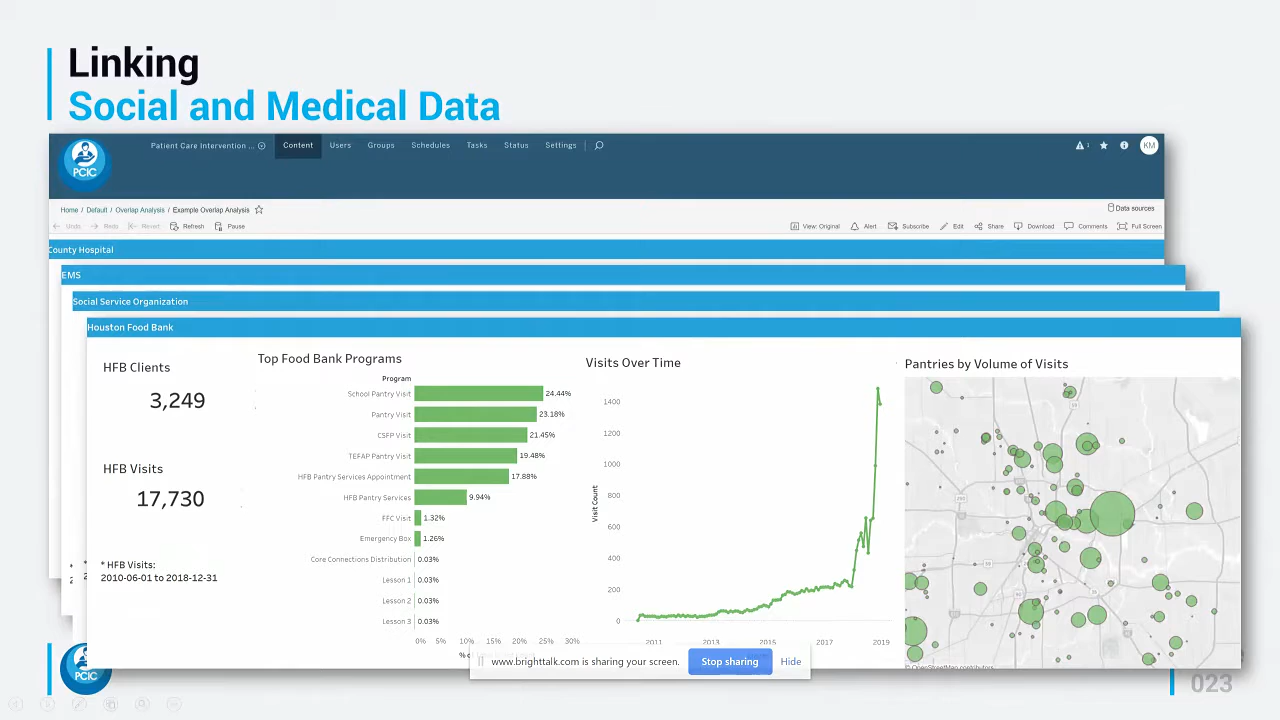 Linking
Social and Medical Data
PCIC
Patient Care Intervention ...
Content
Users
Groups
Schedules
Tasks
Status
Settings
1
KM
Home / Default / Overlap Analysis / Example Overlap Analysis
Data sources
Undo
Redo
Revert
Refresh
Pause
View: Original
Alert
Subscribe
Edit
Share
Download
Comments
Full Screen
County Hospital
EMS
Social Service Organization
Houston Food Bank
HFB Clients
3,249
HFB Visits
17,730
* HFB Visits:
2010-06-01 to 2018-12-31
Top Food Bank Programs
Program
School Pantry Visit 24.44%
Pantry Visit 23.18%
CSFP Visit 21.45%
TEFAP Pantry Visit 19.48%
HFB Pantry Services Appointment 17.88%
HFB Pantry Services 9.94%
FFC Visit 1.32%
Emergency Box 1.26%
Core Connections Distribution 0.03%
Lesson 1 0.03%
Lesson 2 0.03%
Lesson 3 0.03%
0% 5% 10% 15% 20% 25% 30%
Visits Over Time
Visit Count
1400
1200
1000
800
600
400
200
0
2011 2013 2015 2017 2019
Pantries by Volume of Visits
© OpenStreetMap contributors
www.brighttalk.com is sharing your screen.
Stop sharing
Hide
PCIC
023